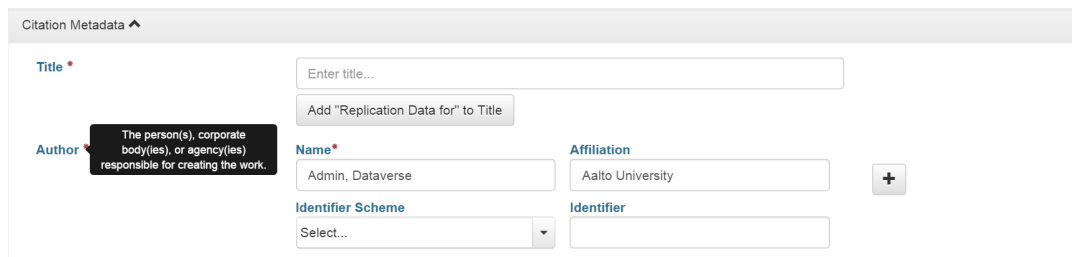 Citation Metadata
Title *
Enter title...
Add "Replication Data for" to Title
Author *
The person(s), corporate
body(ies), or agency(ies)
responsible for creating the work.
Name*
Affiliation
Admin, Dataverse
Aalto University
+
Identifier Scheme
Identifier
Select...